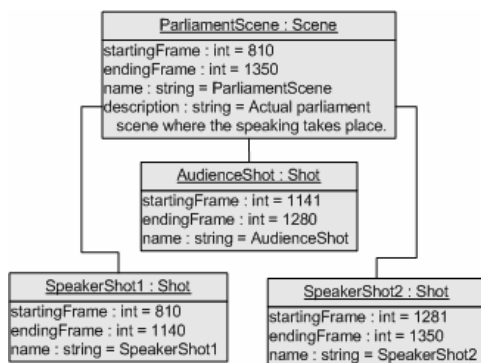 ParliamentScene : Scene
startingFrame : int = 810
endingFrame : int = 1350
name : string = ParliamentScene
description : string = Actual parliament
scene where the speaking takes place.
AudienceShot : Shot
startingFrame : int = 1141
endingFrame : int = 1280
name : string = AudienceShot
SpeakerShot1 : Shot
startingFrame : int = 810
endingFrame : int = 1140
name : string = SpeakerShot1
SpeakerShot2 : Shot
startingFrame : int = 1281
endingFrame : int = 1350
name : string = SpeakerShot2